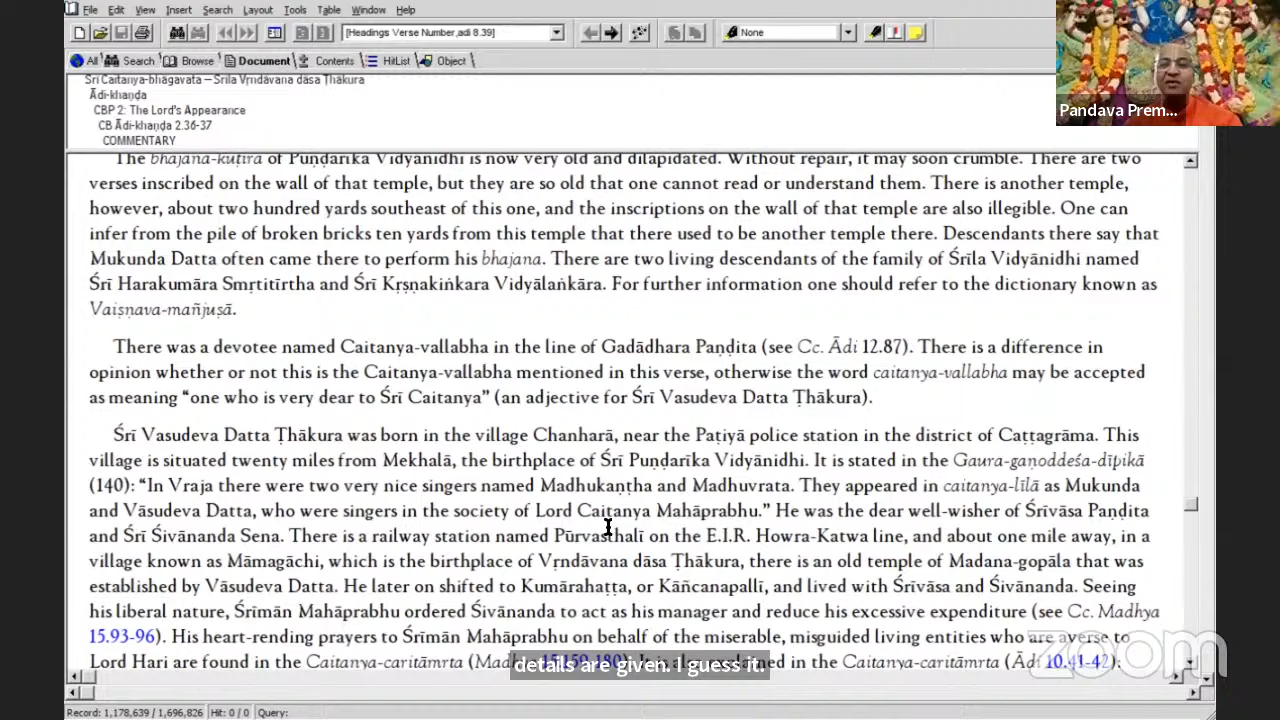 File Edit View Insert Search Layout Tools Table Window Help
[Headings Verse Number,adi 8.39]
None
All Search Browse Document Contents HitList Object
Śrī Caitanya-bhāgavata – Śrīla Vṛndāvana dāsa Ṭhākura
Ādi-khaṇḍa
CBP 2: The Lord's Appearance
CB Ādi-khaṇḍa 2.36-37
COMMENTARY
Pandava Prem...
The bhajana-kuṭīra of Puṇḍarīka Vidyānidhi is now very old and dilapidated. Without repair, it may soon crumble. There are two
verses inscribed on the wall of that temple, but they are so old that one cannot read or understand them. There is another temple,
however, about two hundred yards southeast of this one, and the inscriptions on the wall of that temple are also illegible. One can
infer from the pile of broken bricks ten yards from this temple that there used to be another temple there. Descendants there say that
Mukunda Datta often came there to perform his bhajana. There are two living descendants of the family of Śrīla Vidyānidhi named
Śrī Harakumāra Smṛtitīrtha and Śrī Kṛṣṇakiṅkara Vidyālaṅkāra. For further information one should refer to the dictionary known as
Vaiṣṇava-mañjuṣā.
There was a devotee named Caitanya-vallabha in the line of Gadādhara Paṇḍita (see Cc. Ādi 12.87). There is a difference in
opinion whether or not this is the Caitanya-vallabha mentioned in this verse, otherwise the word caitanya-vallabha may be accepted
as meaning “one who is very dear to Śrī Caitanya” (an adjective for Śrī Vasudeva Datta Ṭhākura).
Śrī Vasudeva Datta Ṭhākura was born in the village Chanharā, near the Paṭiyā police station in the district of Caṭṭagrāma. This
village is situated twenty miles from Mekhalā, the birthplace of Śrī Puṇḍarīka Vidyānidhi. It is stated in the Gaura-gaṇoddeśa-dīpikā
(140): “In Vraja there were two very nice singers named Madhukaṇṭha and Madhuvrata. They appeared in caitanya-līlā as Mukunda
and Vāsudeva Datta, who were singers in the society of Lord Caitanya Mahāprabhu.” He was the dear well-wisher of Śrīvāsa Paṇḍita
and Śrī Śivānanda Sena. There is a railway station named Pūrvasthalī on the E.I.R. Howra-Katwa line, and about one mile away, in a
village known as Māmagāchi, which is the birthplace of Vṛndāvana dāsa Ṭhākura, there is an old temple of Madana-gopāla that was
established by Vāsudeva Datta. He later on shifted to Kumārahaṭṭa, or Kāñcanapallī, and lived with Śrīvāsa and Śivānanda. Seeing
his liberal nature, Śrīmān Mahāprabhu ordered Śivānanda to act as his manager and reduce his excessive expenditure (see Cc. Madhya
15.93-96). His heart-rending prayers to Śrīmān Mahāprabhu on behalf of the miserable, misguided living entities who are averse to
Lord Hari are found in the Caitanya-caritāmṛta in the Caitanya-caritāmṛta (Ādi 10.41-42):
details are given. I guess it.
zoom
Record: 1,178,639 / 1,696,826 Hit: 0 / 0 Query: